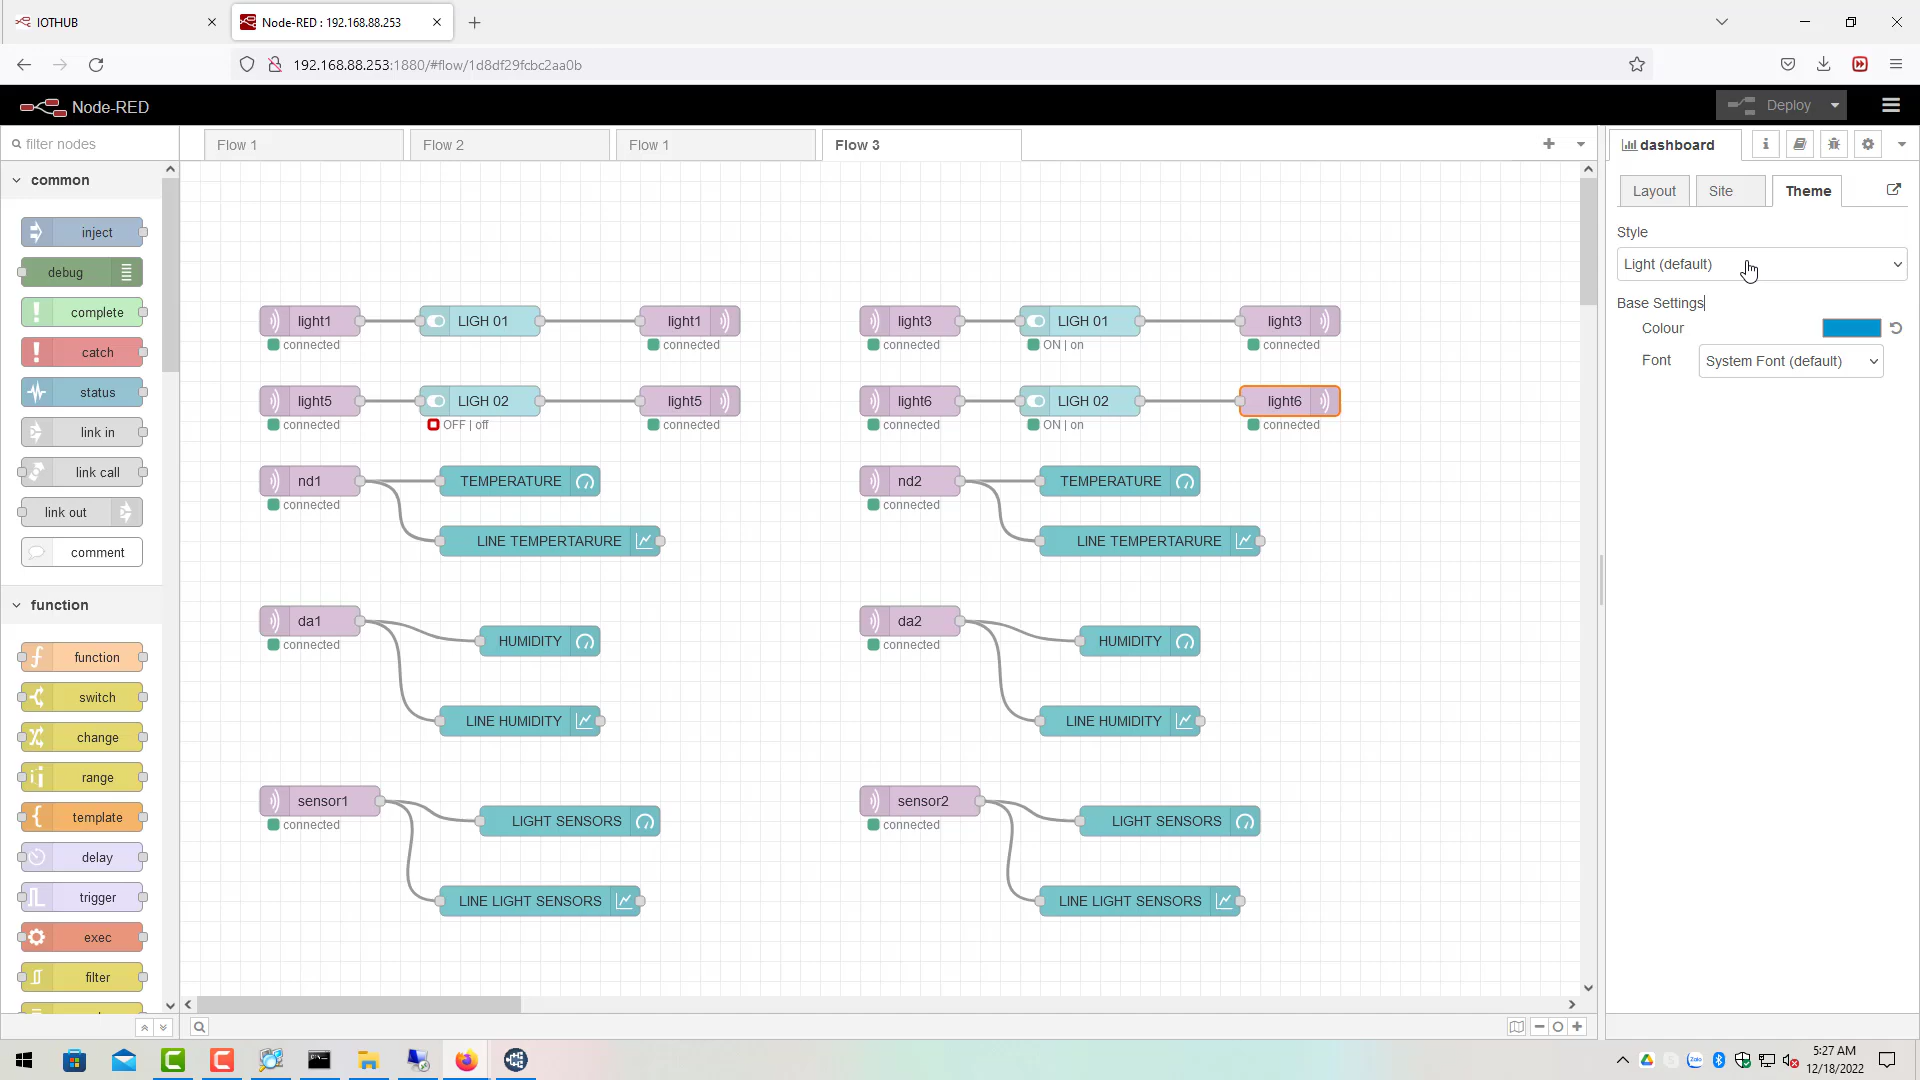 IOTHUB
Node-RED : 192.168.88.253
192.168.88.253:1880/#flow/1d8df29fcbc2aa0b
Node-RED
Deploy
filter nodes
Flow 1
Flow 2
Flow 1
Flow 3
dashboard
common
inject
debug
complete
catch
status
link in
link call
link out
comment
function
function
switch
change
range
template
delay
trigger
exec
filter
light1
connected
LIGH 01
light1
connected
light3
connected
LIGH 01
ON | on
light3
connected
light5
connected
LIGH 02
OFF | off
light5
connected
light6
connected
LIGH 02
ON | on
light6
connected
nd1
connected
TEMPERATURE
LINE TEMPERTARURE
nd2
connected
TEMPERATURE
LINE TEMPERTARURE
da1
connected
HUMIDITY
LINE HUMIDITY
da2
connected
HUMIDITY
LINE HUMIDITY
sensor1
connected
LIGHT SENSORS
LINE LIGHT SENSORS
sensor2
connected
LIGHT SENSORS
LINE LIGHT SENSORS
Layout
Site
Theme
Style
Light (default)
Base Settings
Colour
Font
System Font (default)
Zalo
5:27 AM
12/18/2022